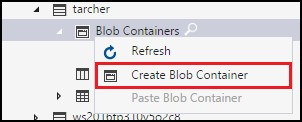 tarcher
Blob Containers
Refresh
Create Blob Container
Paste Blob Container